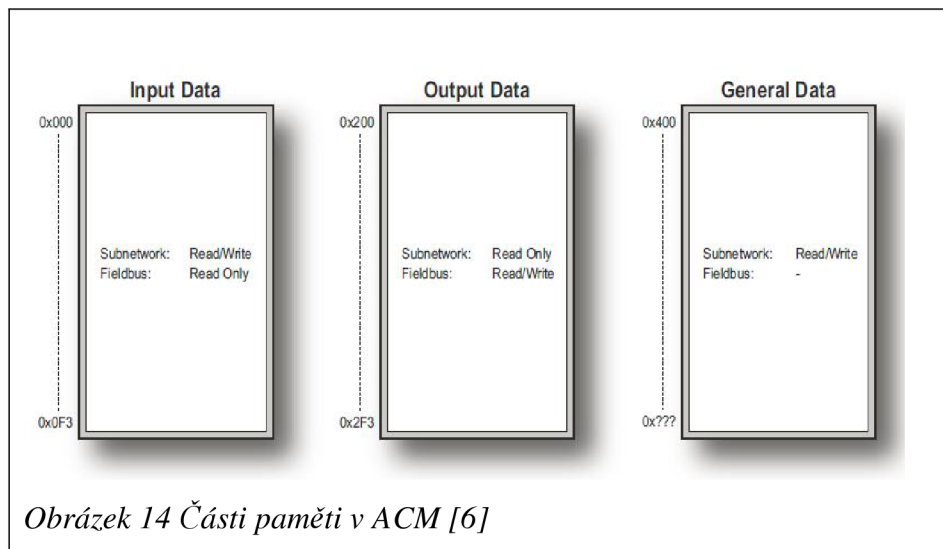 Input Data
0x000
Subnetwork: Read/Write
Fieldbus: Read Only
0x0F3
Output Data
0x200
Subnetwork: Read Only
Fieldbus: Read/Write
0x2F3
General Data
0x400
Subnetwork: Read/Write
Fieldbus: -
0x???
Obrázek 14 Části paměti v ACM [6]